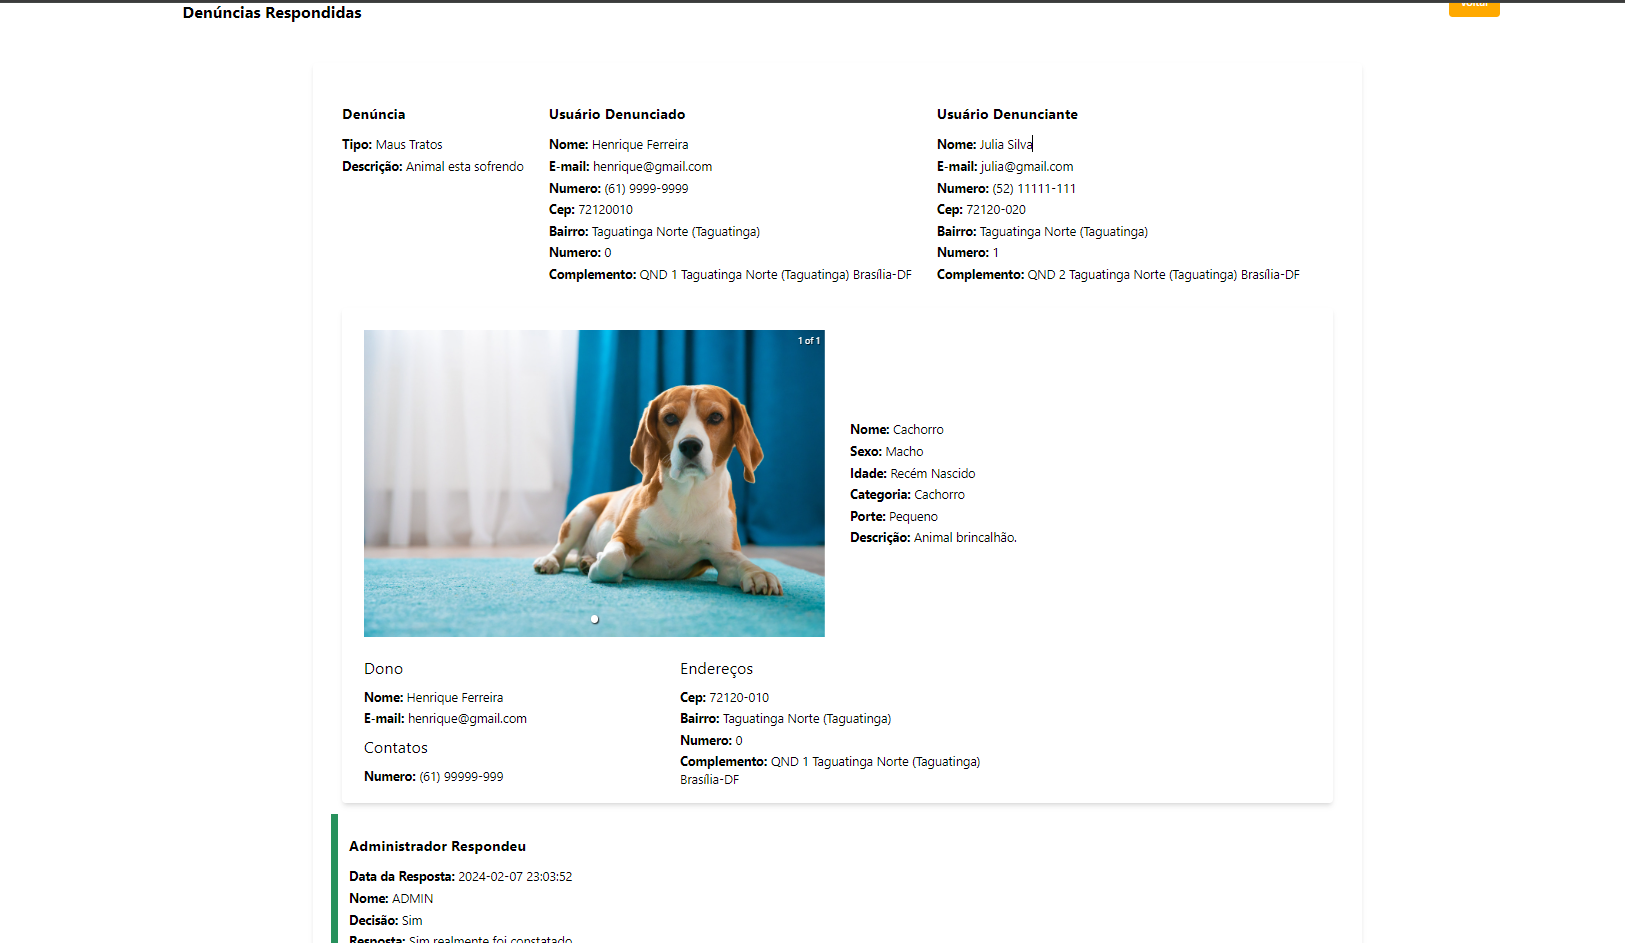 Denúncias Respondidas
Voltar
Denúncia
Tipo: Maus Tratos
Descrição: Animal esta sofrendo
Usuário Denunciado
Nome: Henrique Ferreira
E-mail: henrique@gmail.com
Numero: (61) 9999-9999
Cep: 72120010
Bairro: Taguatinga Norte (Taguatinga)
Numero: 0
Complemento: QND 1 Taguatinga Norte (Taguatinga) Brasília-DF
Usuário Denunciante
Nome: Julia Silva
E-mail: julia@gmail.com
Numero: (52) 11111-111
Cep: 72120-020
Bairro: Taguatinga Norte (Taguatinga)
Numero: 1
Complemento: QND 2 Taguatinga Norte (Taguatinga) Brasília-DF
1 of 1
Nome: Cachorro
Sexo: Macho
Idade: Recém Nascido
Categoria: Cachorro
Porte: Pequeno
Descrição: Animal brincalhão.
Dono
Nome: Henrique Ferreira
E-mail: henrique@gmail.com
Contatos
Numero: (61) 99999-999
Endereços
Cep: 72120-010
Bairro: Taguatinga Norte (Taguatinga)
Numero: 0
Complemento: QND 1 Taguatinga Norte (Taguatinga)
Brasília-DF
Administrador Respondeu
Data da Resposta: 2024-02-07 23:03:52
Nome: ADMIN
Decisão: Sim
Resposta: Sim realmente foi constatado